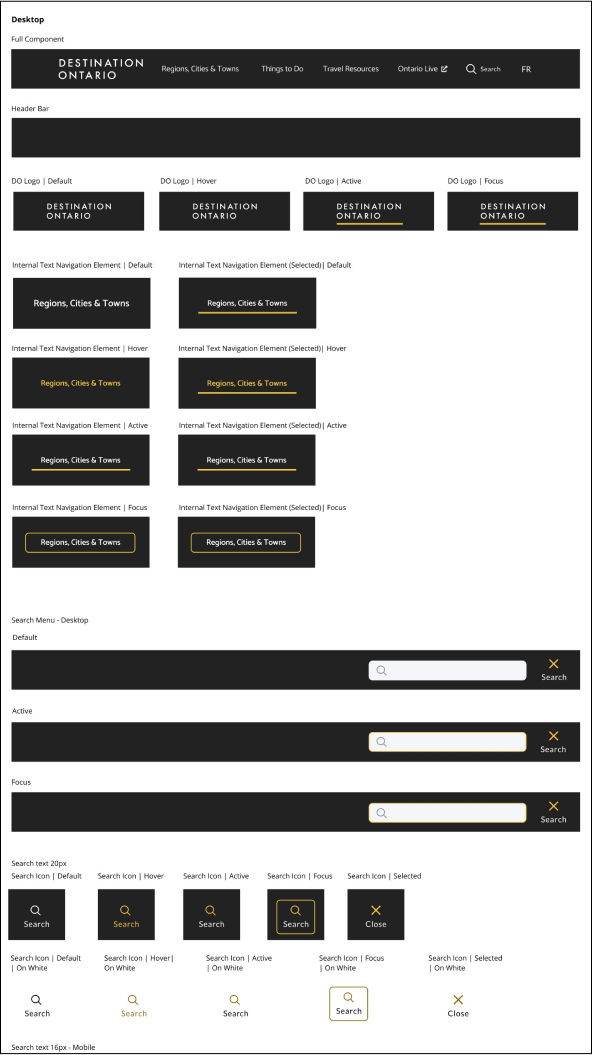 Desktop
Full Component
DESTINATION
ONTARIO
Regions, Cities & Towns
Things to Do
Travel Resources
Ontario Live
Search
FR
Header Bar
DO Logo | Default
DO Logo | Hover
DO Logo | Active
DO Logo | Focus
DESTINATION
ONTARIO
DESTINATION
ONTARIO
DESTINATION
ONTARIO
DESTINATION
ONTARIO
Internal Text Navigation Element | Default
Internal Text Navigation Element (Selected)| Default
Regions, Cities & Towns
Regions, Cities & Towns
Internal Text Navigation Element | Hover
Internal Text Navigation Element (Selected)| Hover
Regions, Cities & Towns
Regions, Cities & Towns
Internal Text Navigation Element | Active
Internal Text Navigation Element (Selected)| Active
Regions, Cities & Towns
Regions, Cities & Towns
Internal Text Navigation Element | Focus
Internal Text Navigation Element (Selected)| Focus
Regions, Cities & Towns
Regions, Cities & Towns
Search Menu - Desktop
Default
Search
Active
Search
Focus
Search
Search text 20px
Search Icon | Default
Search Icon | Hover
Search Icon | Active
Search Icon | Focus
Search Icon | Selected
Search
Search
Search
Search
Close
Search Icon | Default
| On White
Search Icon | Hover|
On White
Search Icon | Active
| On White
Search Icon | Focus
| On White
Search Icon | Selected
| On White
Search
Search
Search
Search
Close
Search text 16px - Mobile